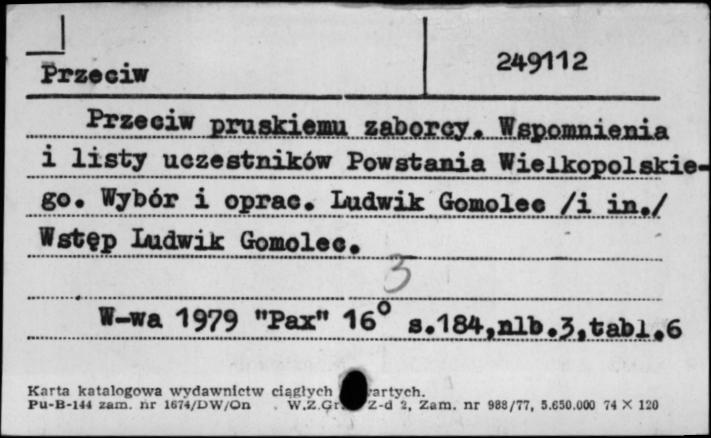 249112
Przeciw
Przeciw pruskiemu zaborcy. Wspomnienia
i listy uczestników Powstania Wielkopolskie-
go. Wybór i oprac. Ludwik Gomolec /i in./
Wstęp Ludwik Gomolec.
3
W-wa 1979 "Pax" 16° s.184,nlb.3,tabl.6
Karta katalogowa wydawnictw ciągłych
Pu-B-144 zam. nr 1674/DW/On W.Z.Gr. Z-d 2, Zam. nr 988/77, 5.650.000 74 × 120